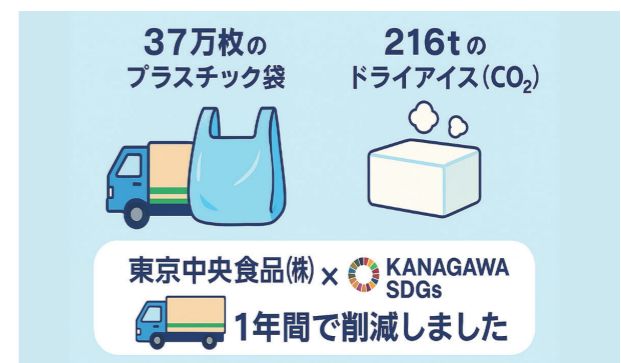 37万枚の
プラスチック袋
216tの
ドライアイス(CO₂)
東京中央食品㈱×KANAGAWA
SDGs
1年間で削減しました